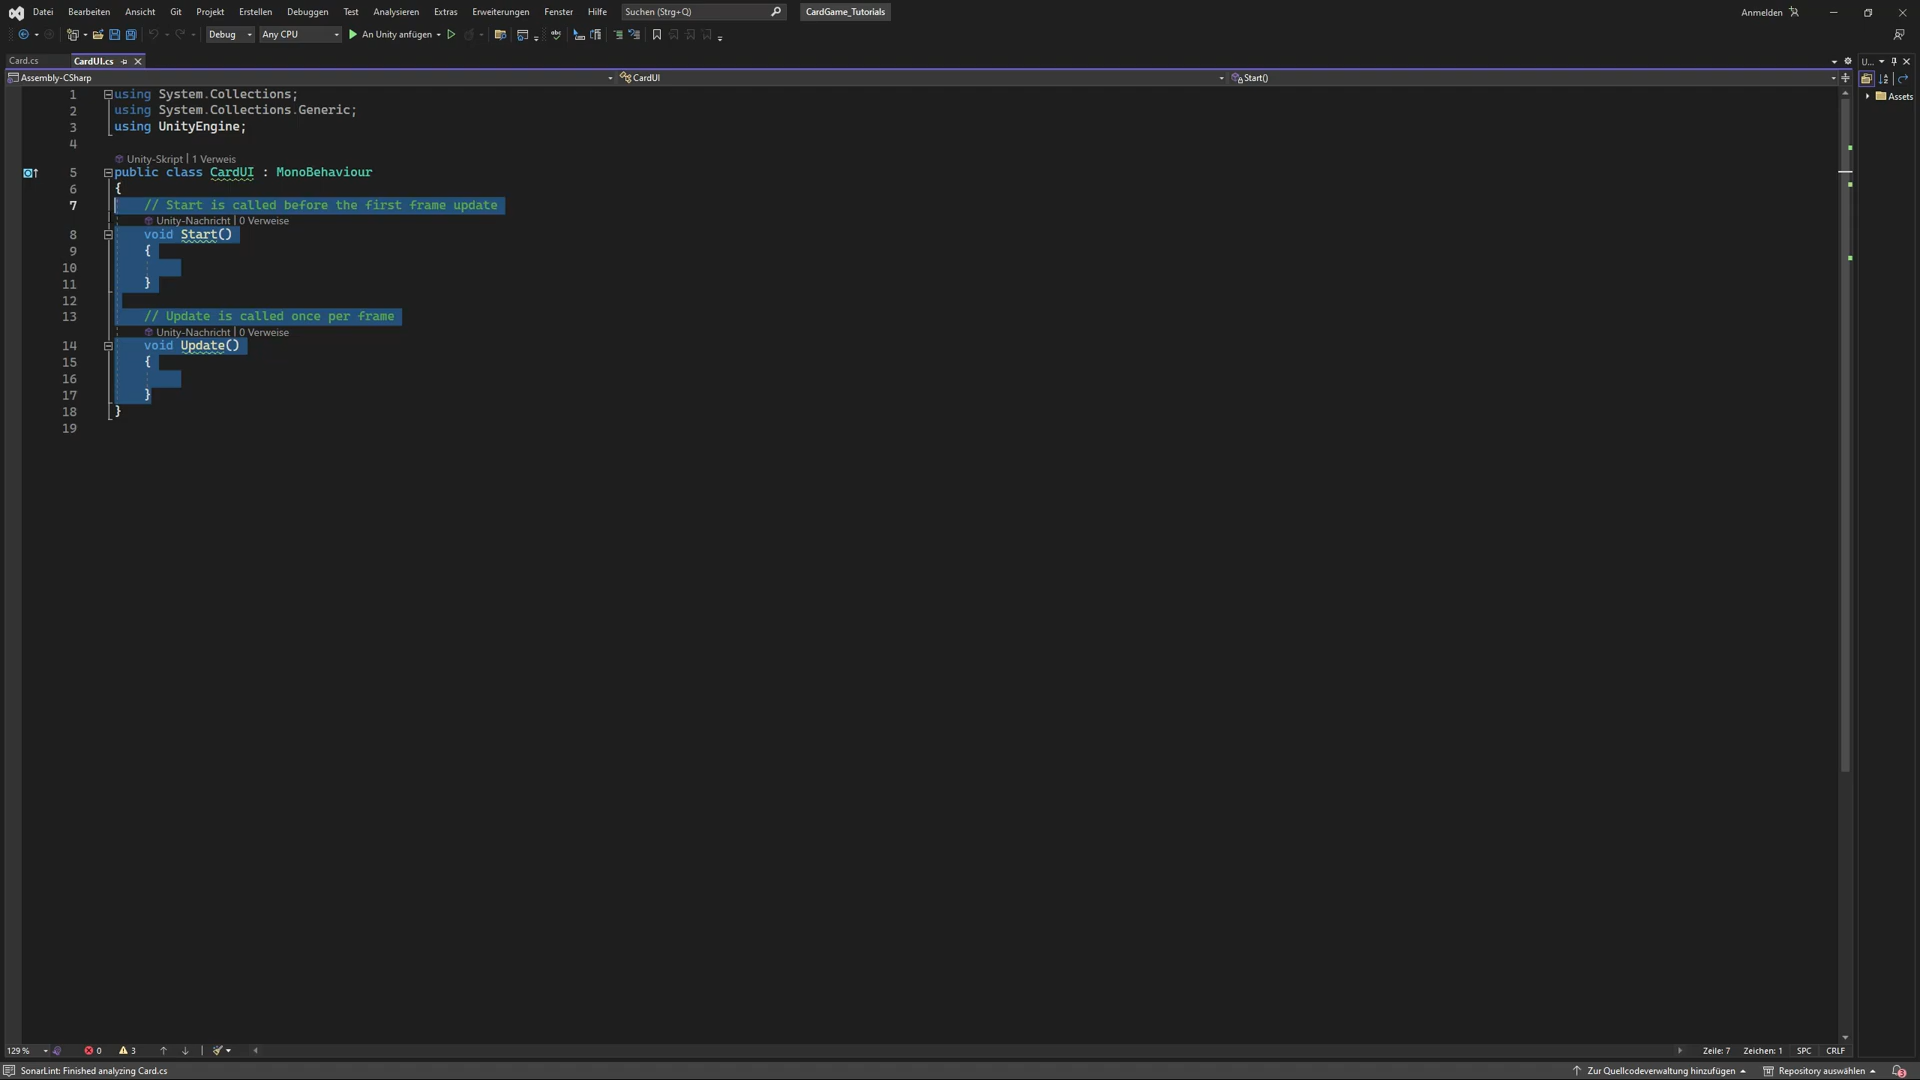 Datei Bearbeiten Ansicht Git Projekt Erstellen Debuggen Test Analysieren Extras Erweiterungen Fenster Hilfe Suchen (Strg+Q) CardGame_Tutorials Anmelden
Debug Any CPU An Unity anfügen
Card.cs CardUI.cs U...
Assembly-CSharp CardUI Start()
1 using System.Collections;
Assets
2 using System.Collections.Generic;
3 using UnityEngine;
4
Unity-Skript | 1 Verweis
5 public class CardUI : MonoBehaviour
6 {
7 // Start is called before the first frame update
Unity-Nachricht | 0 Verweise
8 void Start()
9 {
10
11 }
12
13 // Update is called once per frame
Unity-Nachricht | 0 Verweise
14 void Update()
15 {
16
17 }
18 }
19
129 % 0 3 Zeile: 7 Zeichen: 1 SPC CRLF
SonarLint: Finished analyzing Card.cs Zur Quellcodeverwaltung hinzufügen Repository auswählen 3